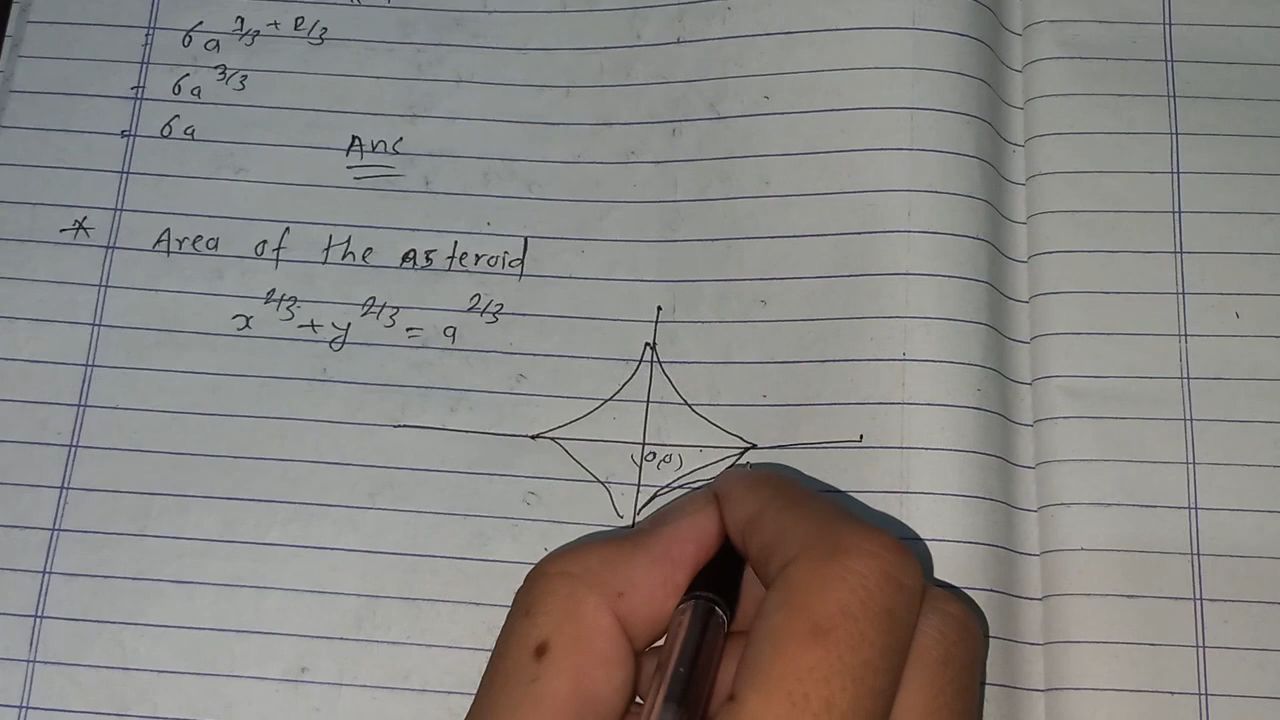 = 6a^1/3 + 2/3
= 6a^3/3
= 6a
Ans
* Area of the asteroid
x^2/3 + y^2/3 = a^2/3
(0,0)